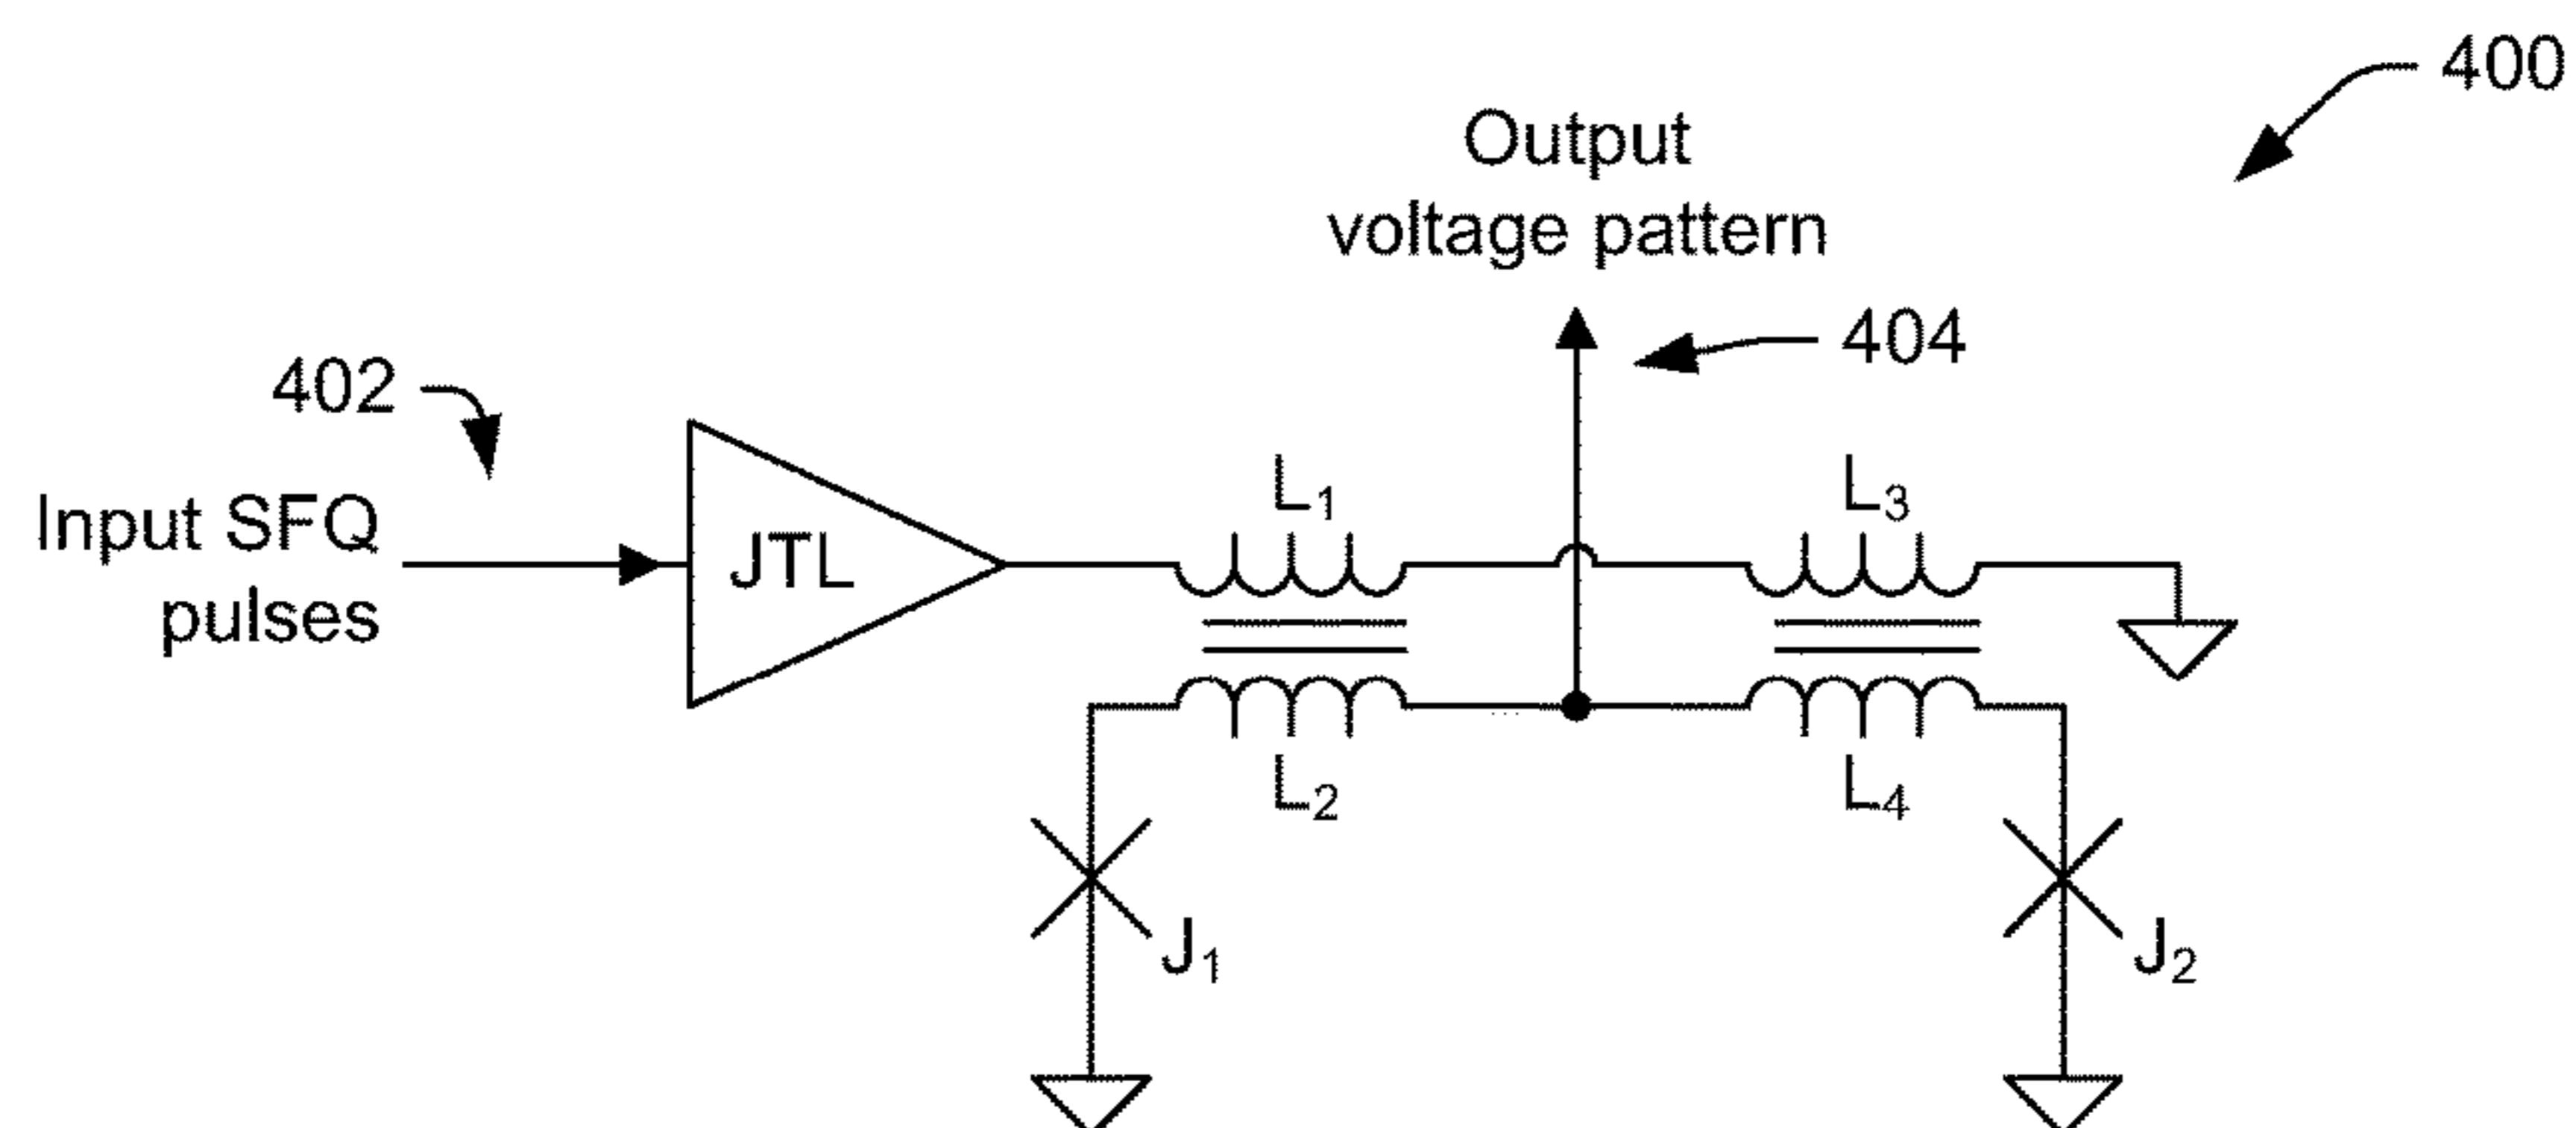 400
Output
voltage pattern
404
402
Input SFQ
pulses
JTL
L1
L3
L2
L4
J1
J2